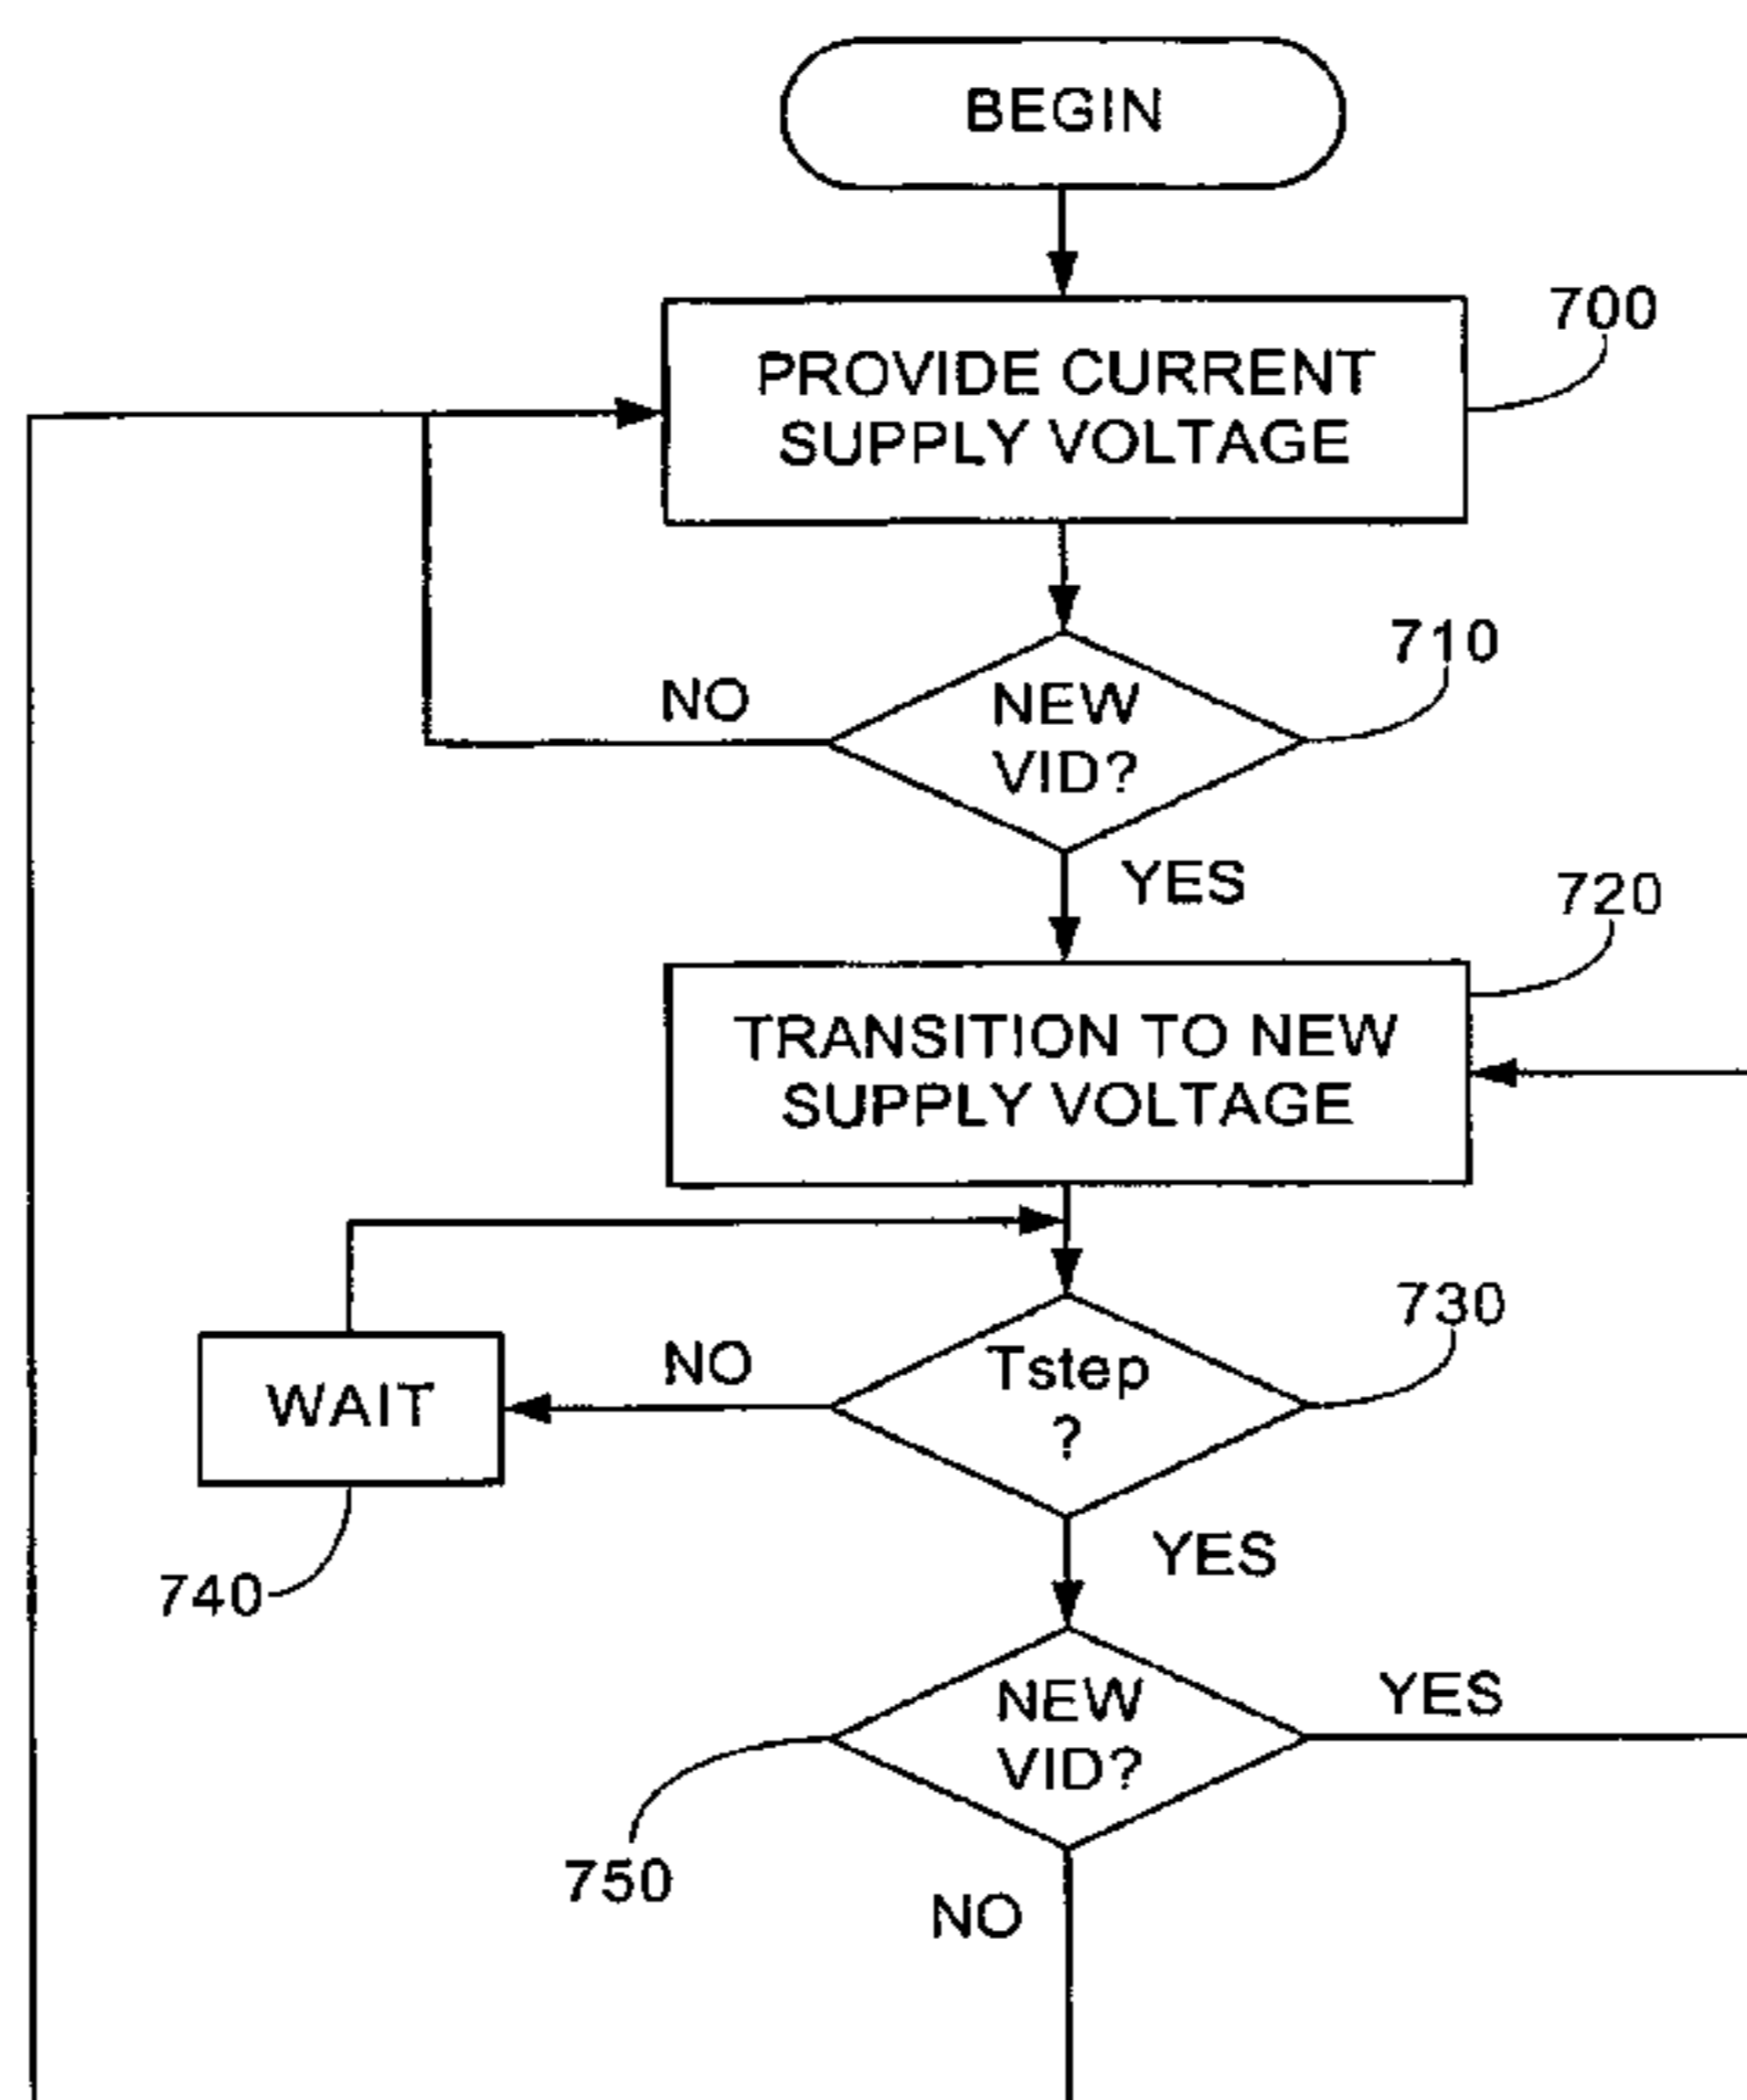 BEGIN
700
PROVIDE CURRENT
SUPPLY VOLTAGE
710
NO
NEW
VID?
YES
720
TRANSITION TO NEW
SUPPLY VOLTAGE
730
NO
Tstep
?
WAIT
YES
740
NEW
VID?
YES
750
NO